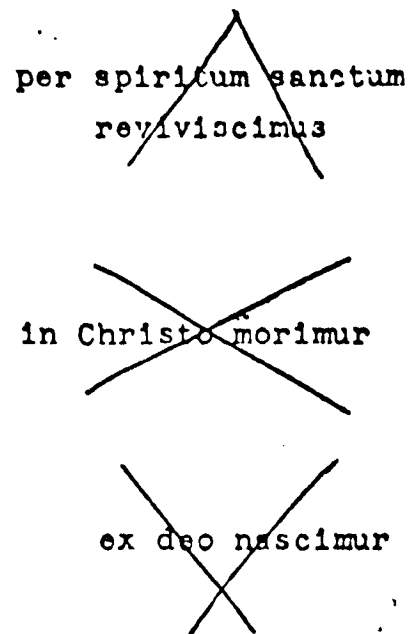 per spiritum sanctum
reviviscimus
in Christo morimur
ex deo nascimur